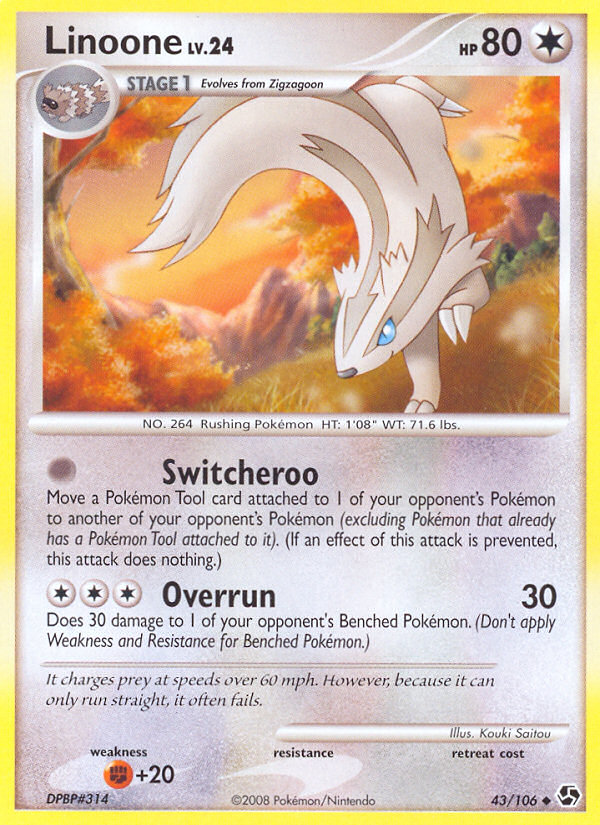 Linoone LV.24
HP 80
STAGE 1 Evolves from Zigzagoon
NO. 264 Rushing Pokémon HT: 1'08" WT: 71.6 lbs.
Switcheroo
Move a Pokémon Tool card attached to 1 of your opponent's Pokémon
to another of your opponent's Pokémon (excluding Pokémon that already
has a Pokémon Tool attached to it). (If an effect of this attack is prevented,
this attack does nothing.)
Overrun 30
Does 30 damage to 1 of your opponent's Benched Pokémon. (Don't apply
Weakness and Resistance for Benched Pokémon.)
It charges prey at speeds over 60 mph. However, because it can
only run straight, it often fails.
Illus. Kouki Saitou
weakness resistance retreat cost
+20
DPBP#314 ©2008 Pokémon/Nintendo 43/106